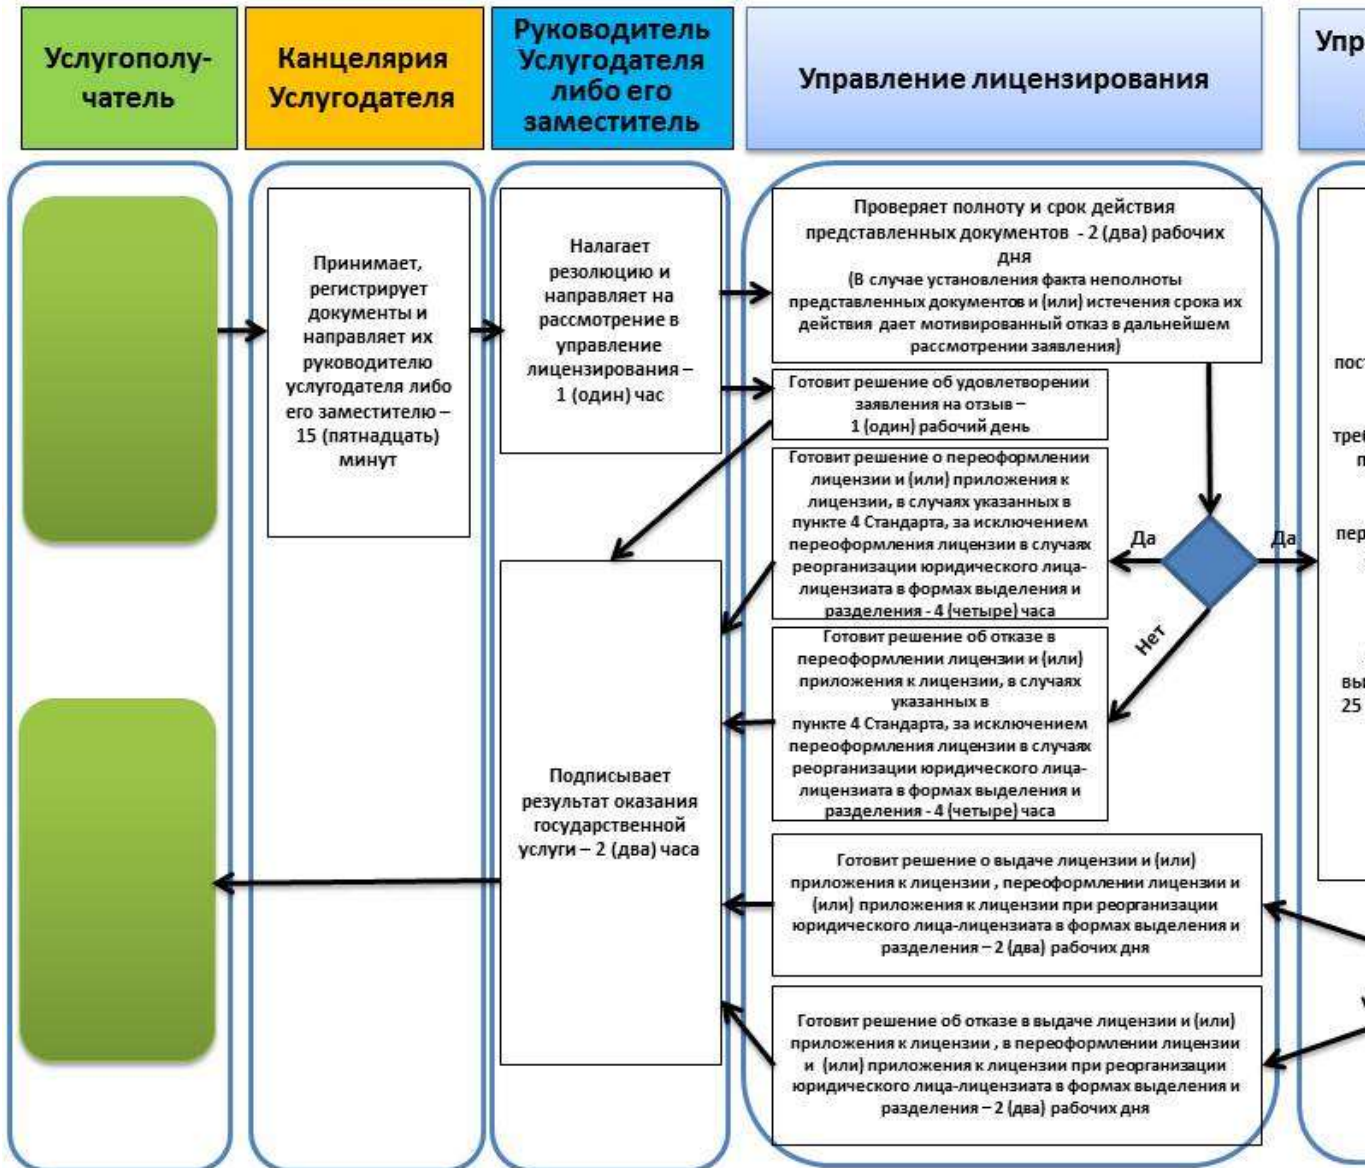 Услугополу-
чатель
Канцелярия
Услугодателя
Руководитель
Услугодателя
либо его
заместитель
Управление лицензирования
Принимает,
регистрирует
документы и
направляет их
руководителю
услугодателя либо
его заместителю –
15 (пятнадцать)
минут
Налагает
резолюцию и
направляет на
рассмотрение в
управление
лицензирования –
1 (один) час
Подписывает
результат оказания
государственной
услуги – 2 (два) часа
Проверяет полноту и срок действия
представленных документов - 2 (два) рабочих
дня
(В случае установления факта неполноты
представленных документов и (или) истечения срока их
действия дает мотивированный отказ в дальнейшем
рассмотрении заявления)
Готовит решение об удовлетворении
заявления на отзыв –
1 (один) рабочий день
Готовит решение о переоформлении
лицензии и (или) приложения к
лицензии, в случаях указанных в
пункте 4 Стандарта, за исключением
переоформления лицензии в случаях
реорганизации юридического лица-
лицензиата в формах выделения и
разделения - 4 (четыре) часа
Да
Да
Нет
Готовит решение об отказе в
переоформлении лицензии и (или)
приложения к лицензии, в случаях
указанных в
пункте 4 Стандарта, за исключением
переоформления лицензии в случаях
реорганизации юридического лица-
лицензиата в формах выделения и
разделения - 4 (четыре) часа
Готовит решение о выдаче лицензии и (или)
приложения к лицензии , переоформлении лицензии и
(или) приложения к лицензии при реорганизации
юридического лица-лицензиата в формах выделения и
разделения – 2 (два) рабочих дня
Готовит решение об отказе в выдаче лицензии и (или)
приложения к лицензии , в переоформлении лицензии
и (или) приложения к лицензии при реорганизации
юридического лица-лицензиата в формах выделения и
разделения – 2 (два) рабочих дня
25